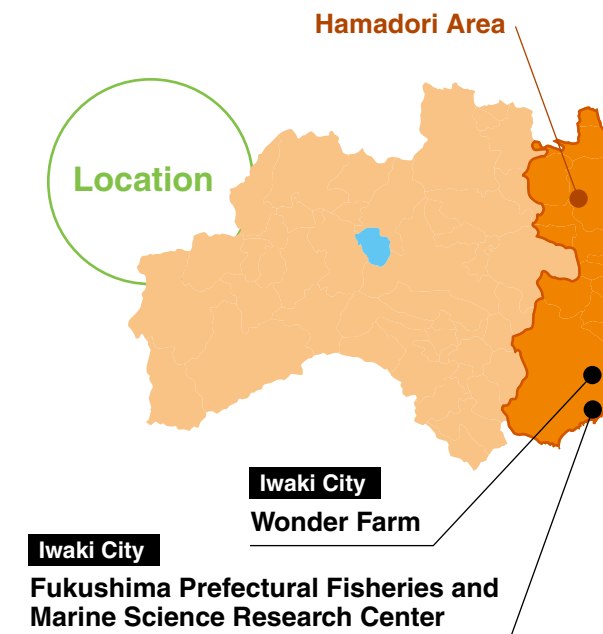 Hamadori Area
Location
Iwaki City
Wonder Farm
Iwaki City
Fukushima Prefectural Fisheries and
Marine Science Research Center